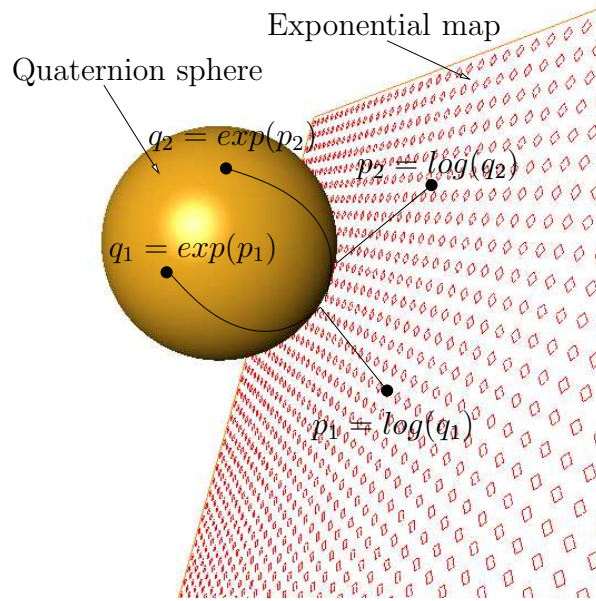 Exponential map
Quaternion sphere
q₂ = exp(p₂)
p₂ = log(q₂)
q₁ = exp(p₁)
p₁ = log(q₁)